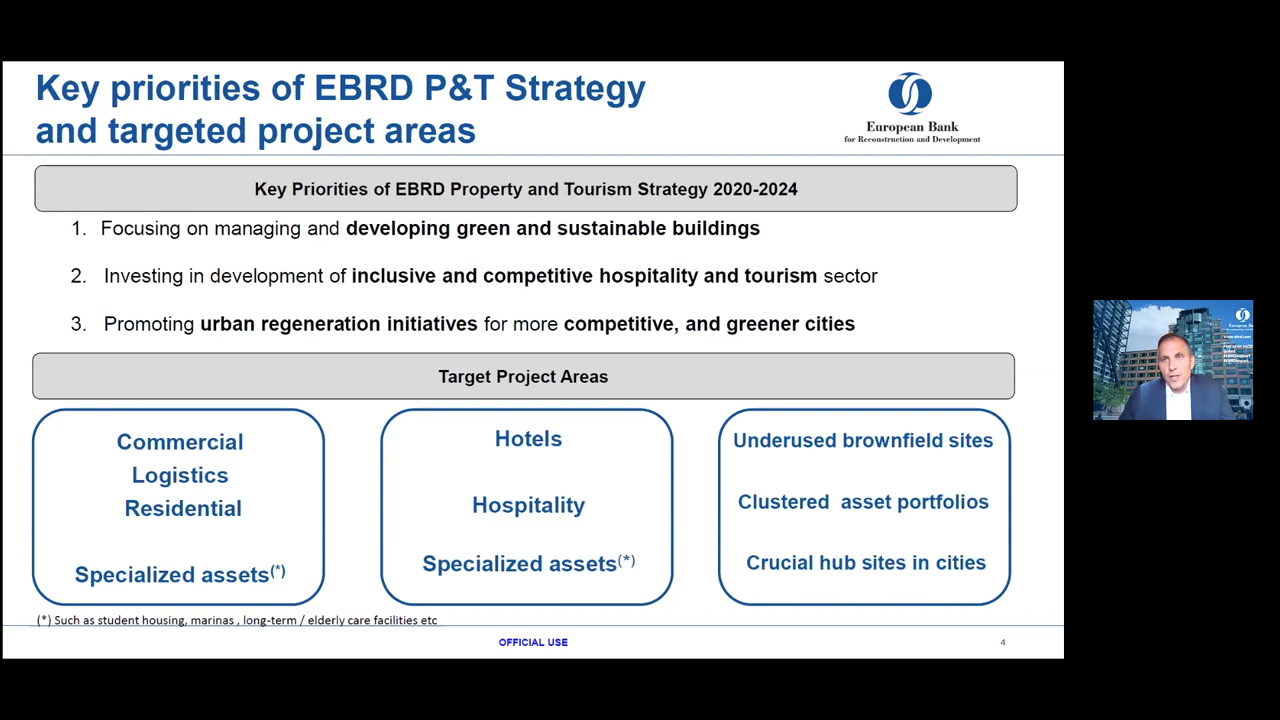 Key priorities of EBRD P&T Strategy
and targeted project areas
European Bank
for Reconstruction and Development
Key Priorities of EBRD Property and Tourism Strategy 2020-2024
1. Focusing on managing and developing green and sustainable buildings
2. Investing in development of inclusive and competitive hospitality and tourism sector
3. Promoting urban regeneration initiatives for more competitive, and greener cities
Target Project Areas
Commercial
Logistics
Residential
Specialized assets(*)
Hotels
Hospitality
Specialized assets(*)
Underused brownfield sites
Clustered asset portfolios
Crucial hub sites in cities
(*) Such as student housing, marinas , long-term / elderly care facilities etc
OFFICIAL USE
4
European Bank